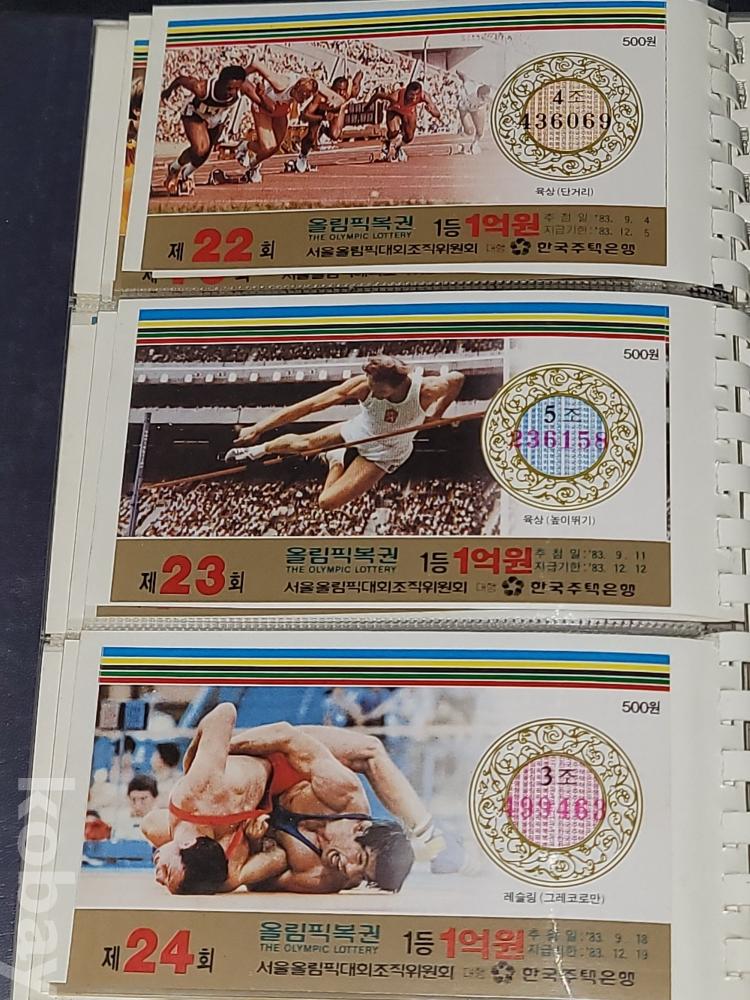 500원
4조
436069
육상(단거리)
제22회
올림픽복권
THE OLYMPIC LOTTERY
1등 1억원
추첨일:'83. 9. 4
지급기한:'83. 12. 5
서울올림픽대회조직위원회 대행 한국주택은행
500원
5조
236158
육상(높이뛰기)
제23회
올림픽복권
THE OLYMPIC LOTTERY
1등 1억원
추첨일:'83. 9. 11
지급기한:'83. 12. 12
서울올림픽대회조직위원회 대행 한국주택은행
500원
3조
499463
레슬링(그레코로만)
제24회
올림픽복권
THE OLYMPIC LOTTERY
1등 1억원
추첨일:'83. 9. 18
지급기한:'83. 12. 19
서울올림픽대회조직위원회 대행 한국주택은행
kobay